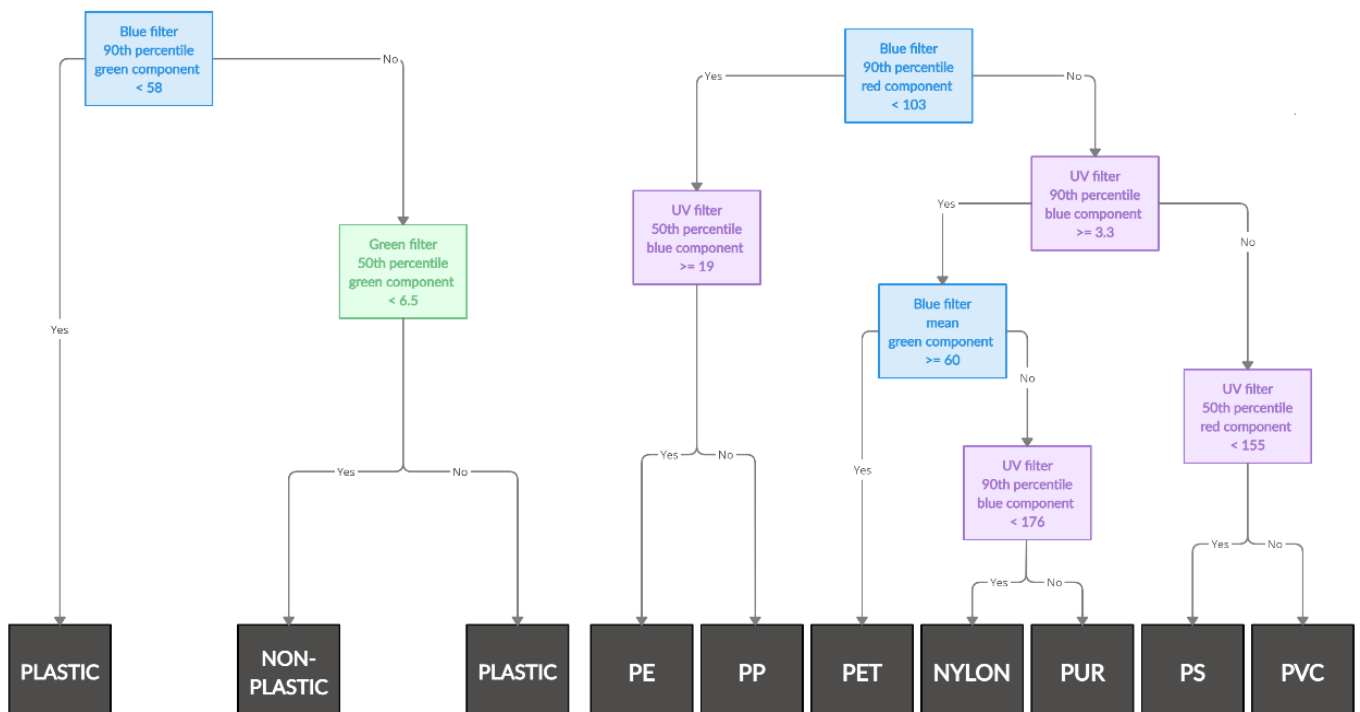 Blue filter
90th percentile
green component
< 58
No
Yes
Green filter
50th percentile
green component
< 6.5
Yes
No
PLASTIC
NON-
PLASTIC
PLASTIC
Blue filter
90th percentile
red component
< 103
Yes
No
UV filter
50th percentile
blue component
>= 19
Yes
No
UV filter
90th percentile
blue component
>= 3.3
Yes
No
Blue filter
mean
green component
>= 60
Yes
No
UV filter
90th percentile
blue component
< 176
Yes
No
UV filter
50th percentile
red component
< 155
Yes
No
PE
PP
PET
NYLON
PUR
PS
PVC